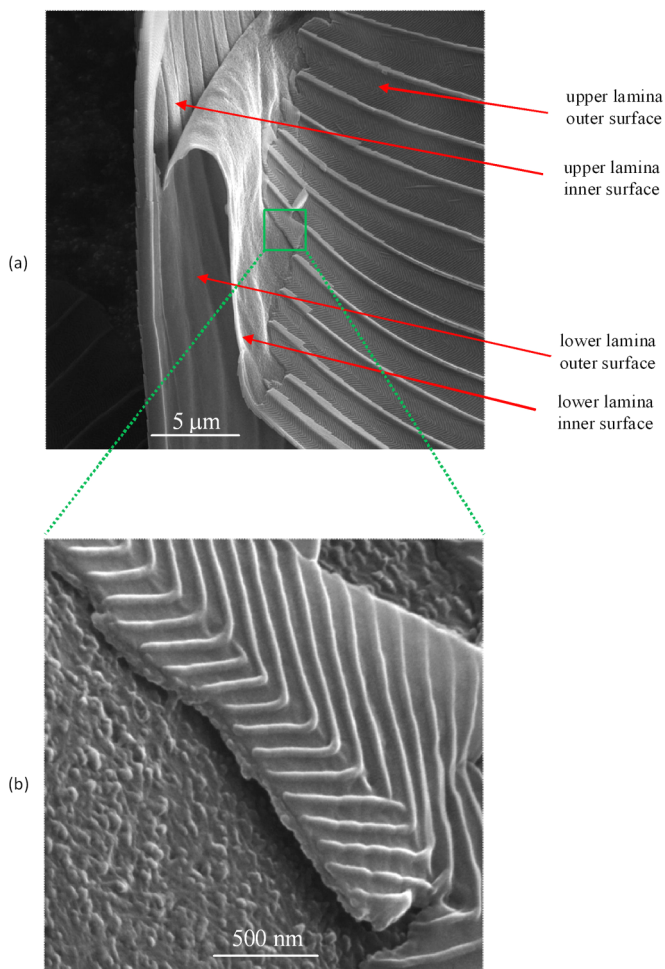 upper lamina
outer surface
upper lamina
inner surface
(a)
lower lamina
outer surface
lower lamina
inner surface
5 μm
(b)
500 nm